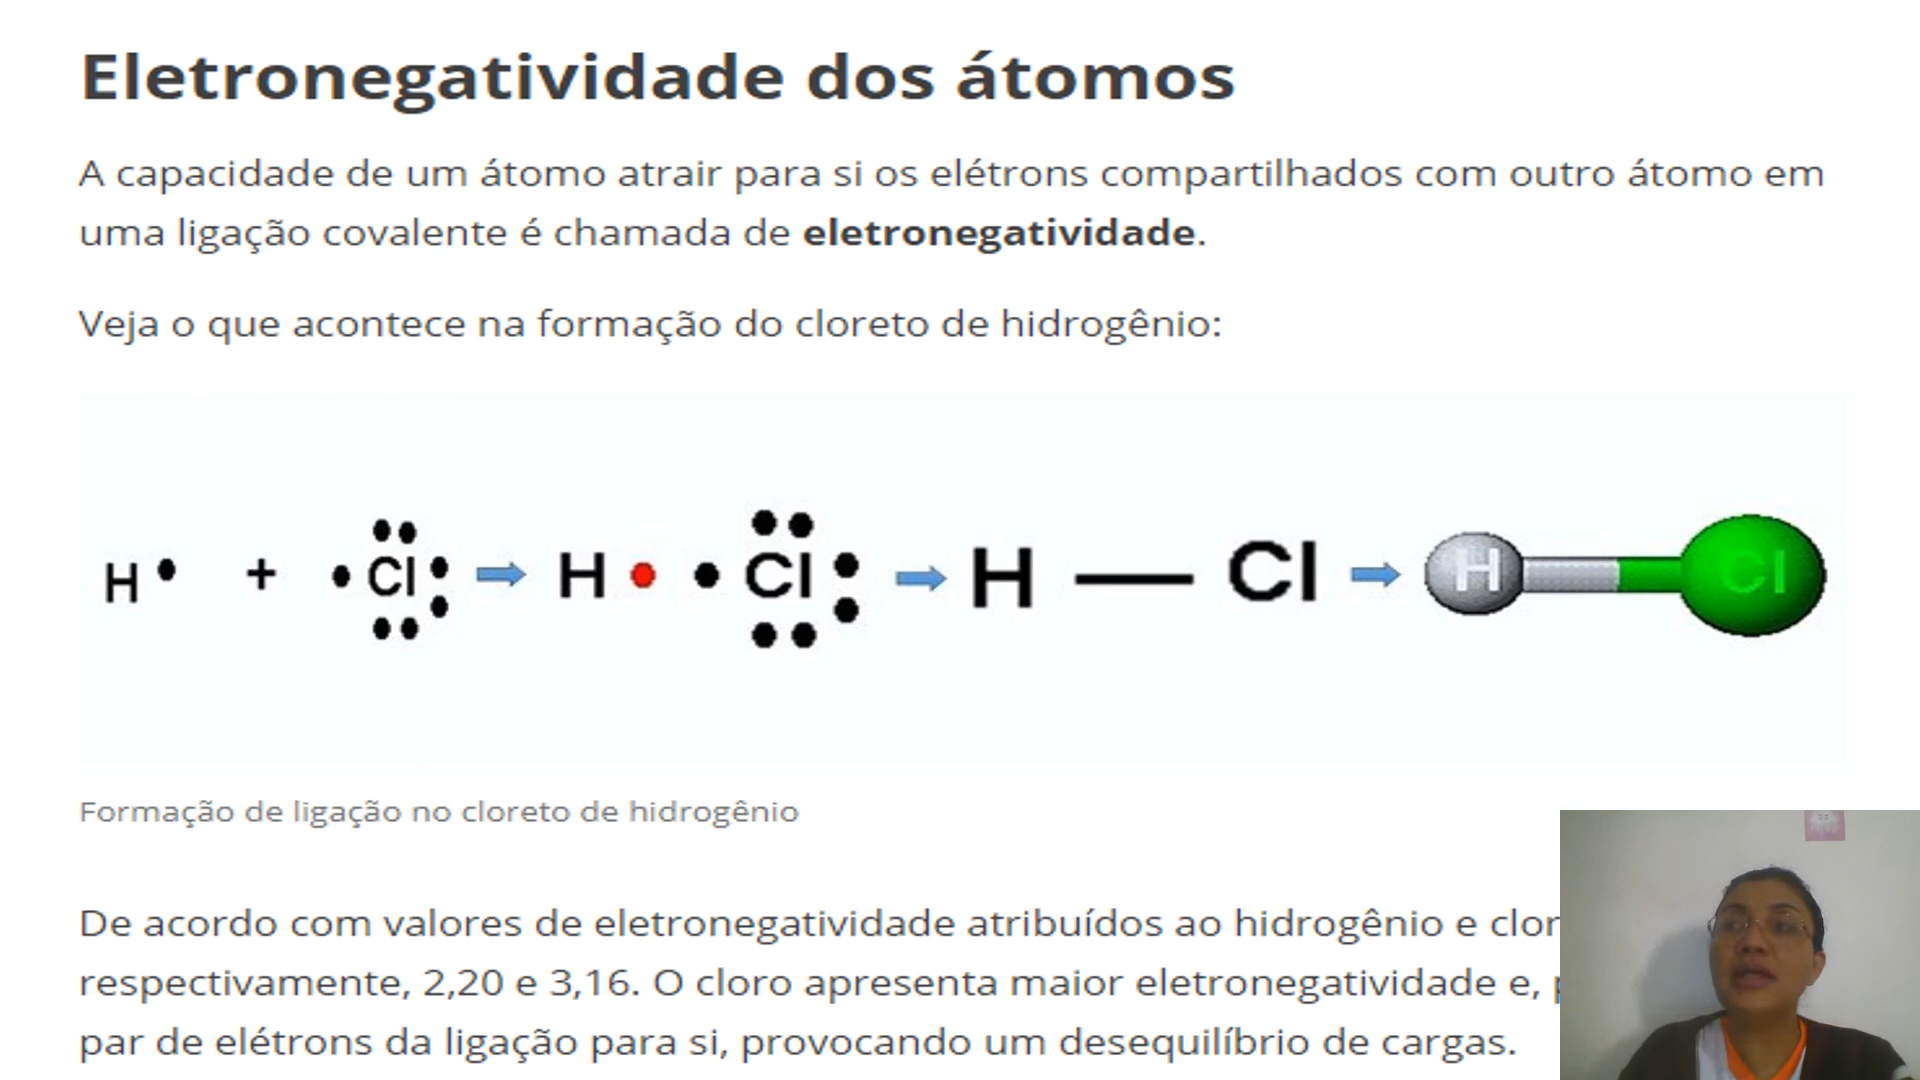 Eletronegatividade dos átomos
A capacidade de um átomo atrair para si os elétrons compartilhados com outro átomo em
uma ligação covalente é chamada de eletronegatividade.
Veja o que acontece na formação do cloreto de hidrogênio:
H + Cl H Cl H — Cl H Cl
Formação de ligação no cloreto de hidrogênio
De acordo com valores de eletronegatividade atribuídos ao hidrogênio e
respectivamente, 2,20 e 3,16. O cloro apresenta maior eletronegatividade e,
par de elétrons da ligação para si, provocando um desequilíbrio de cargas.